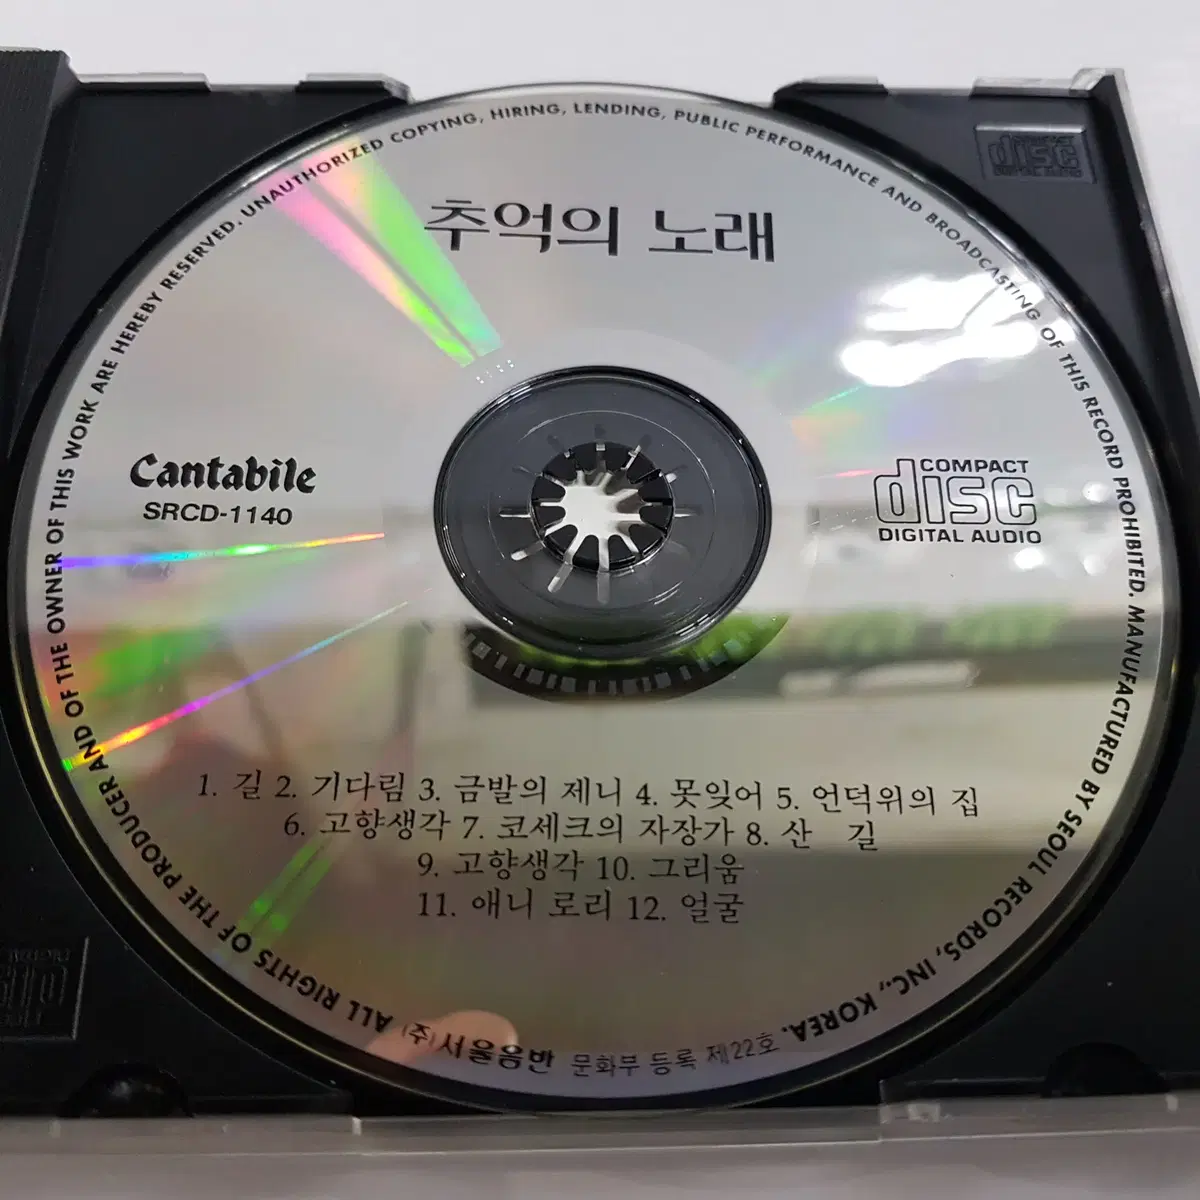 추억의 노래
Cantabile
SRCD-1140
COMPACT
disc
DIGITAL AUDIO
1. 길 2. 기다림 3. 금발의 제니 4. 못잊어 5. 언덕위의 집
6. 고향생각 7. 코세크의 자장가 8. 산 길
9. 고향생각 10. 그리움
11. 애니 로리 12. 얼굴
ALL RIGHTS OF THE PRODUCER AND OF THE OWNER OF THIS WORK ARE HEREBY RESERVED. UNAUTHORIZED COPYING, HIRING, LENDING, PUBLIC PERFORMANCE AND BROADCASTING OF THIS RECORD PROHIBITED. MANUFACTURED BY SEOUL RECORDS, INC., KOREA.
(주)서울음반 문화부 등록 제22호
disc
DIGITAL AUDIO